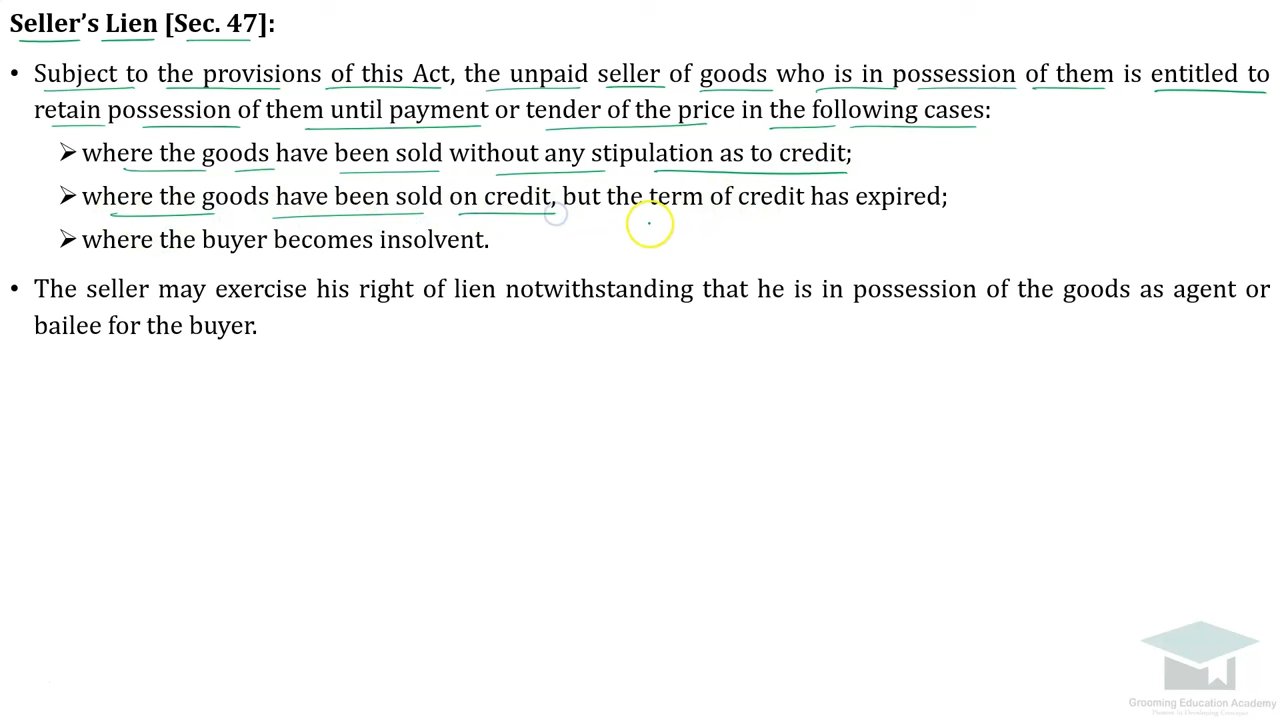 Seller's Lien [Sec. 47]:
• Subject to the provisions of this Act, the unpaid seller of goods who is in possession of them is entitled to
retain possession of them until payment or tender of the price in the following cases:
➢ where the goods have been sold without any stipulation as to credit;
➢ where the goods have been sold on credit, but the term of credit has expired;
➢ where the buyer becomes insolvent.
• The seller may exercise his right of lien notwithstanding that he is in possession of the goods as agent or
bailee for the buyer.
Grooming Education Academy